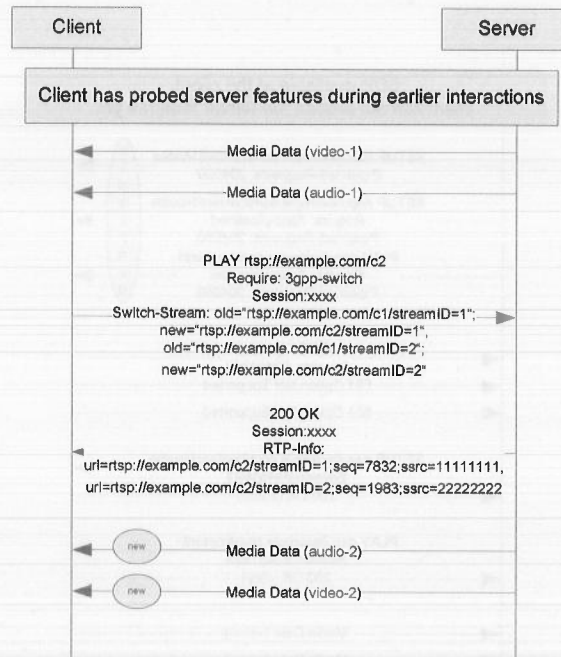 Client
Server
Client has probed server features during earlier interactions
Media Data (video-1)
Media Data (audio-1)
PLAY rtsp://example.com/c2
Require: 3gpp-switch
Session:xxxx
Switch-Stream: old="rtsp://example.com/c1/streamID=1";
new="rtsp://example.com/c2/streamID=1",
old="rtsp://example.com/c1/streamID=2";
new="rtsp://example.com/c2/streamID=2"
200 OK
Session:xxxx
RTP-Info:
url=rtsp://example.com/c2/streamID=1;seq=7832;ssrc=11111111,
url=rtsp://example.com/c2/streamID=2;seq=1983;ssrc=22222222
new
Media Data (audio-2)
new
Media Data (video-2)